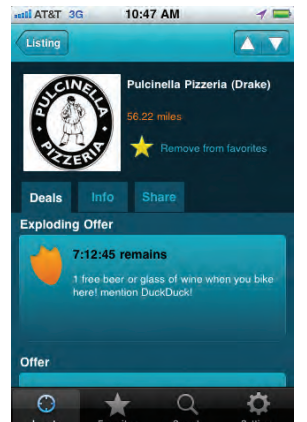 AT&T 3G 10:47 AM
Listing
PULCINELLA
PIZZERIA
Pulcinella Pizzeria (Drake)
56.22 miles
Remove from favorites
Deals Info Share
Exploding Offer
7:12:45 remains
1 free beer or glass of wine when you bike
here! mention DuckDuck!
Offer